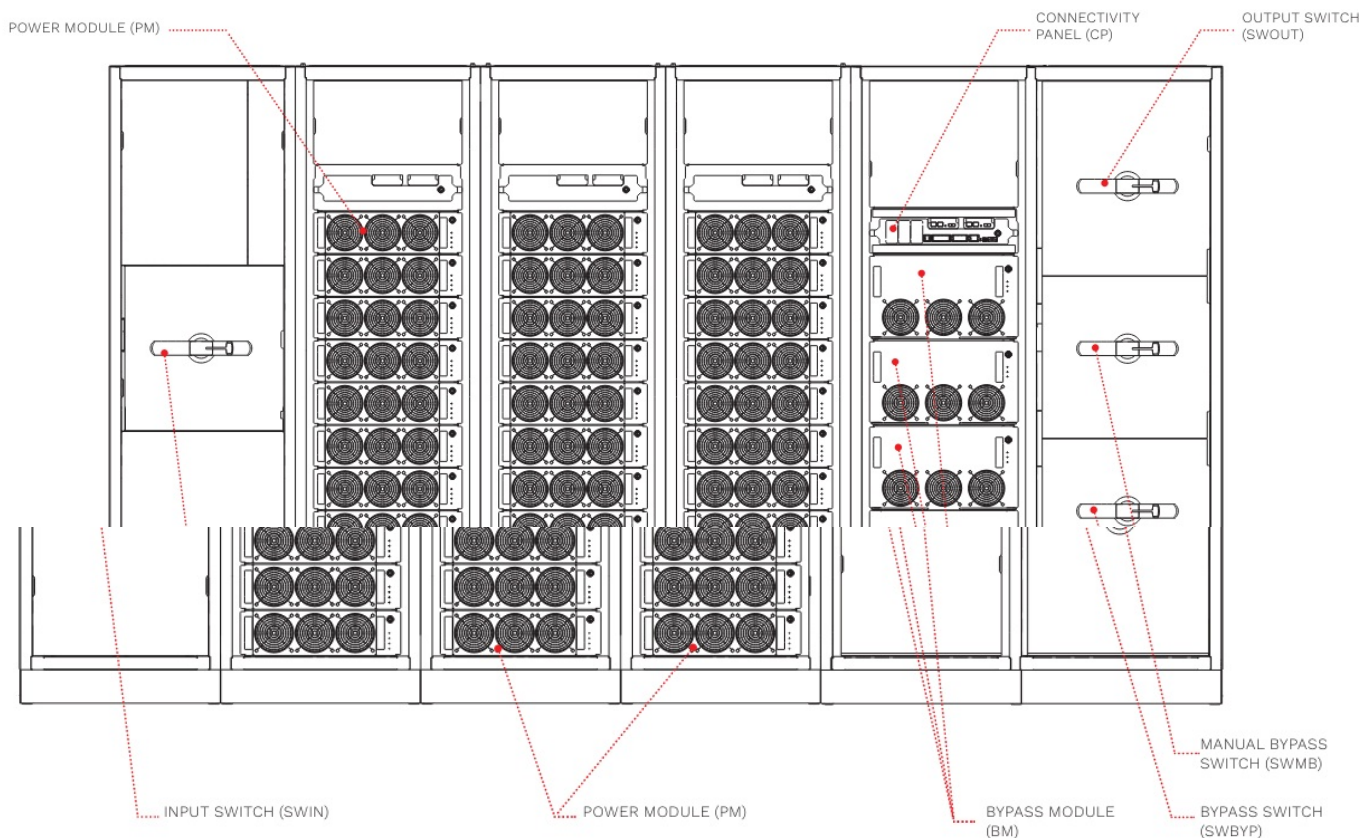 POWER MODULE (PM)
CONNECTIVITY
PANEL (CP)
OUTPUT SWITCH
(SWOUT)
MANUAL BYPASS
SWITCH (SWMB)
INPUT SWITCH (SWIN)
POWER MODULE (PM)
BYPASS MODULE
(BM)
BYPASS SWITCH
(SWBYP)